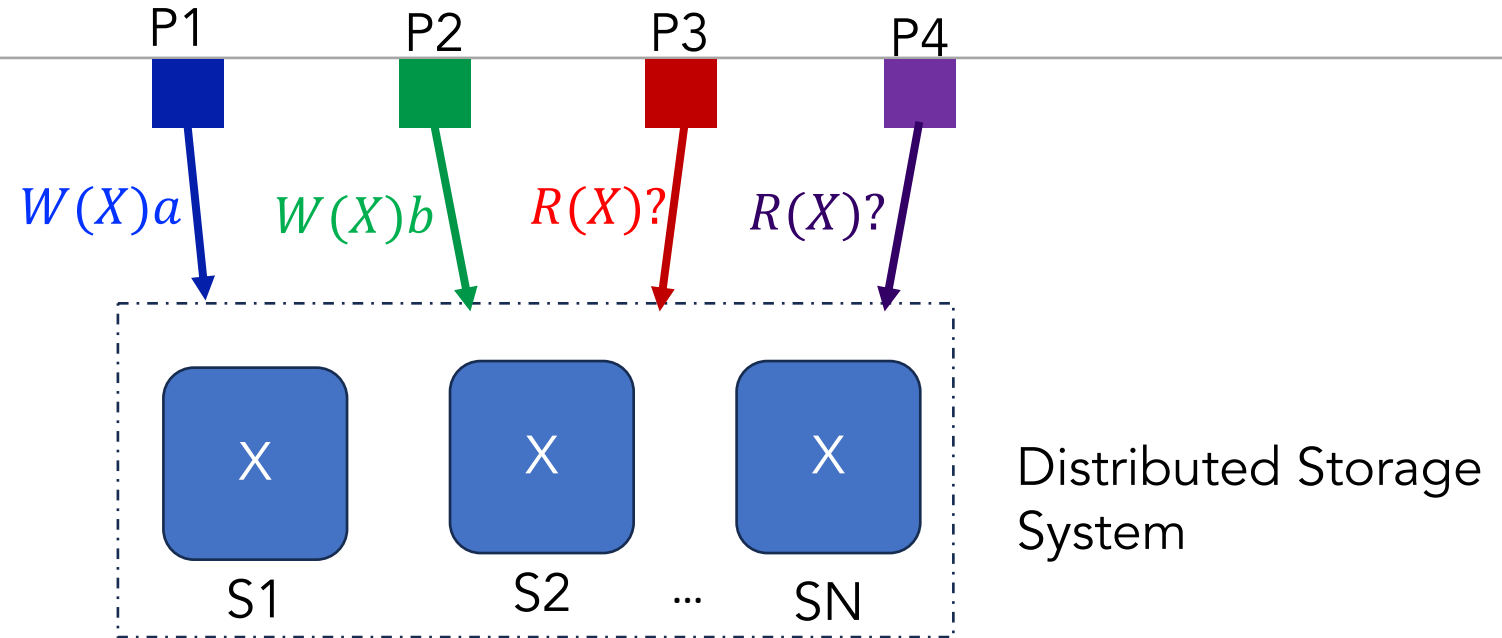 P1
P2
P3
P4
W(X)a
W(X)b
R(X)?
R(X)?
X
X
X
Distributed Storage
System
S1
S2
...
SN